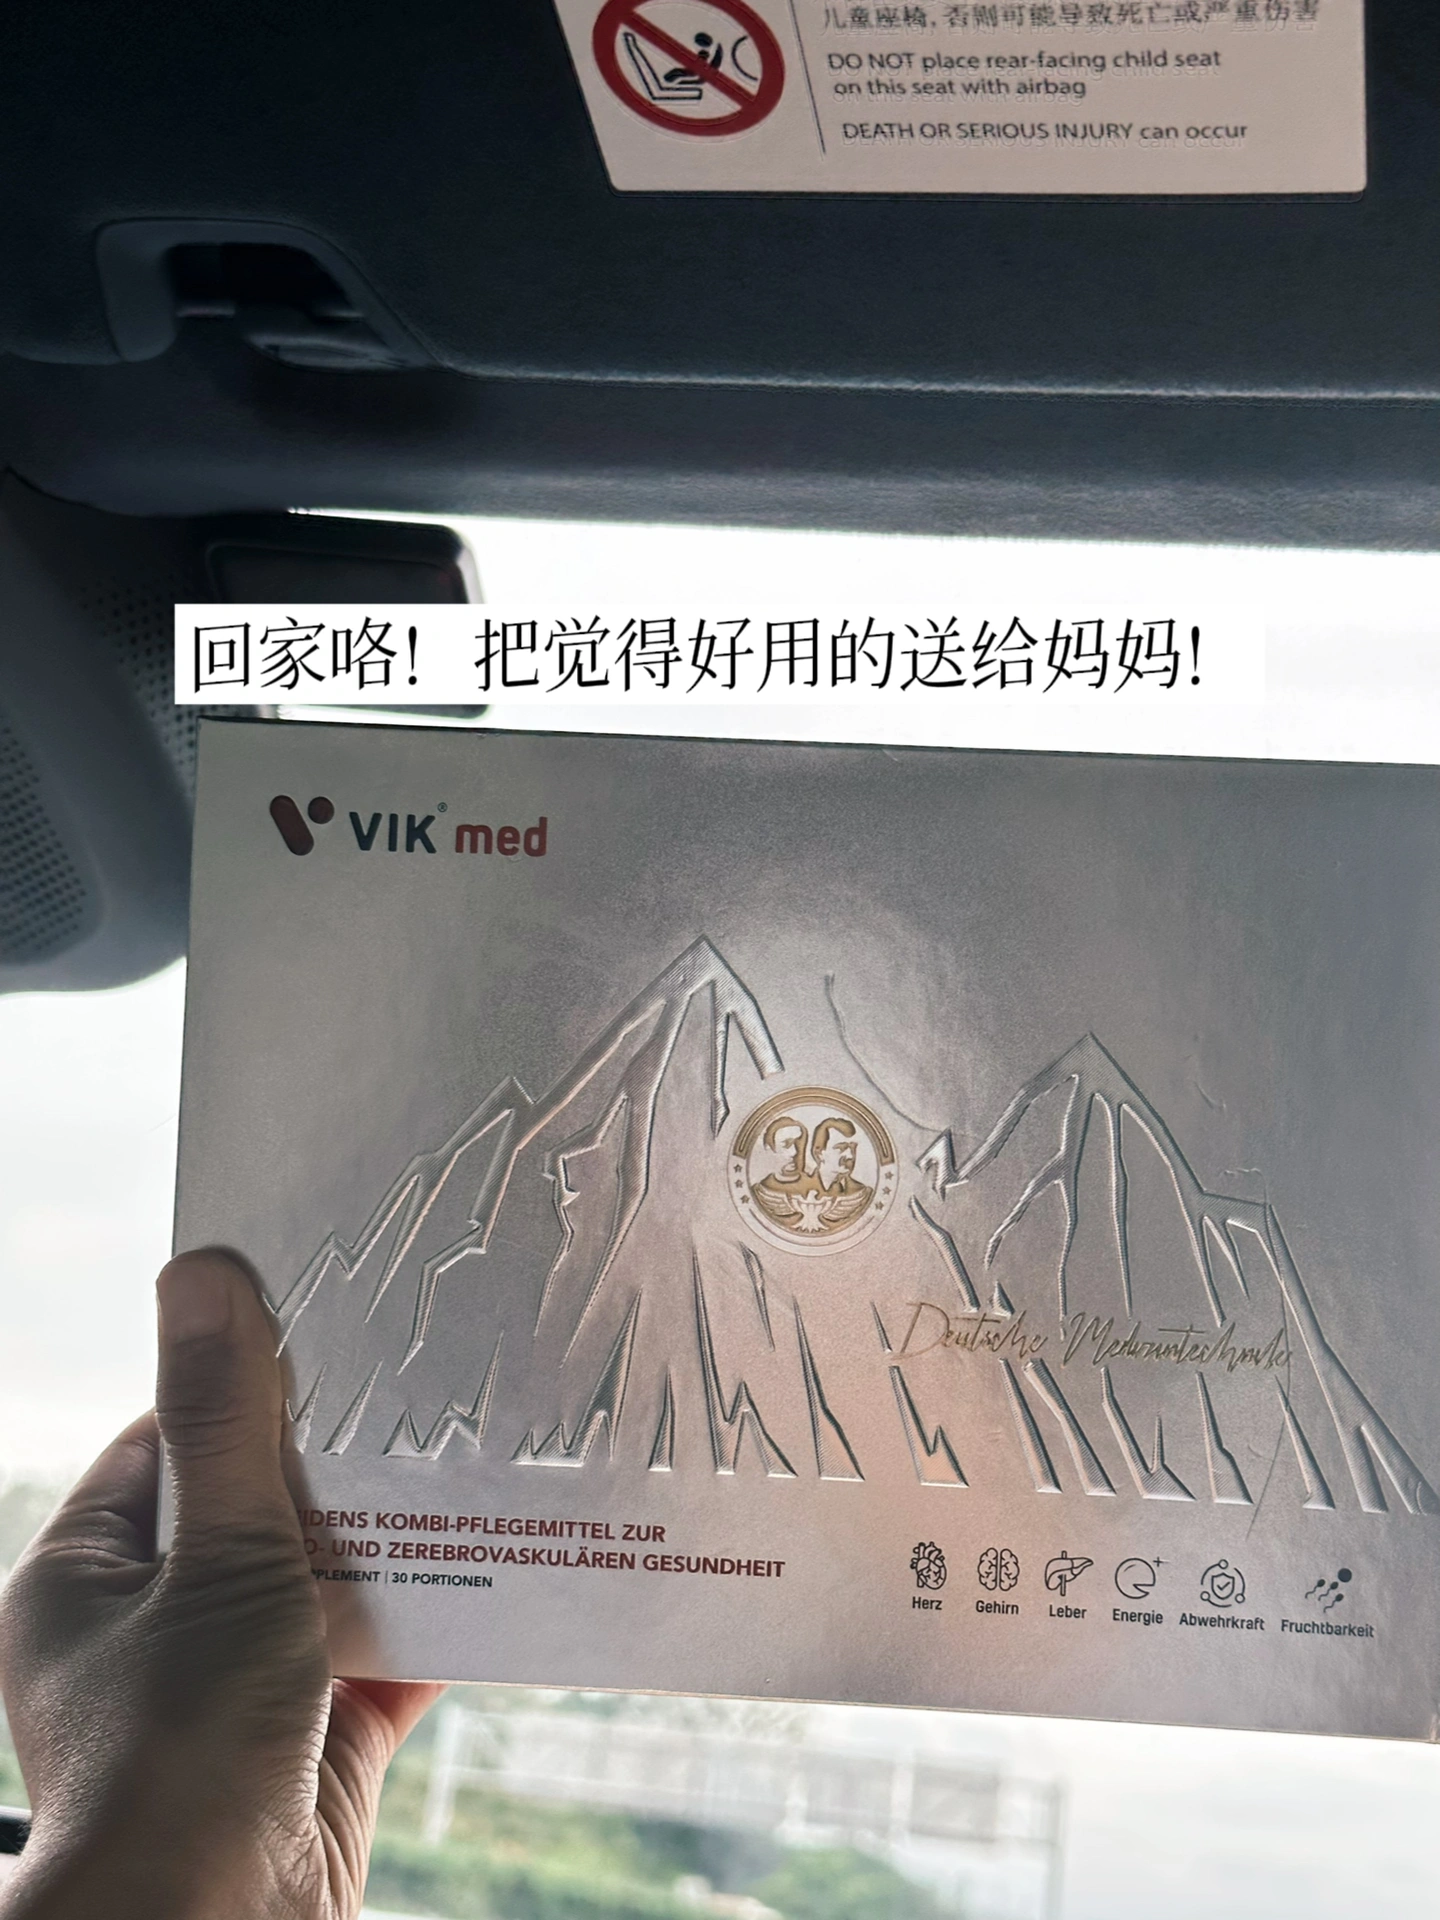 儿童座椅,否则可能导致死亡或严重伤害
DO NOT place rear-facing child seat
on this seat with airbag
DEATH OR SERIOUS INJURY can occur
回家咯！把觉得好用的送给妈妈！
VIK® med
Deutsche
KOMBI-PFLEGEMITTEL ZUR
UND ZEREBROVASKULÄREN GESUNDHEIT
30 PORTIONEN
Herz Gehirn Leber Energie Abwehrkraft Fruchtbarkeit